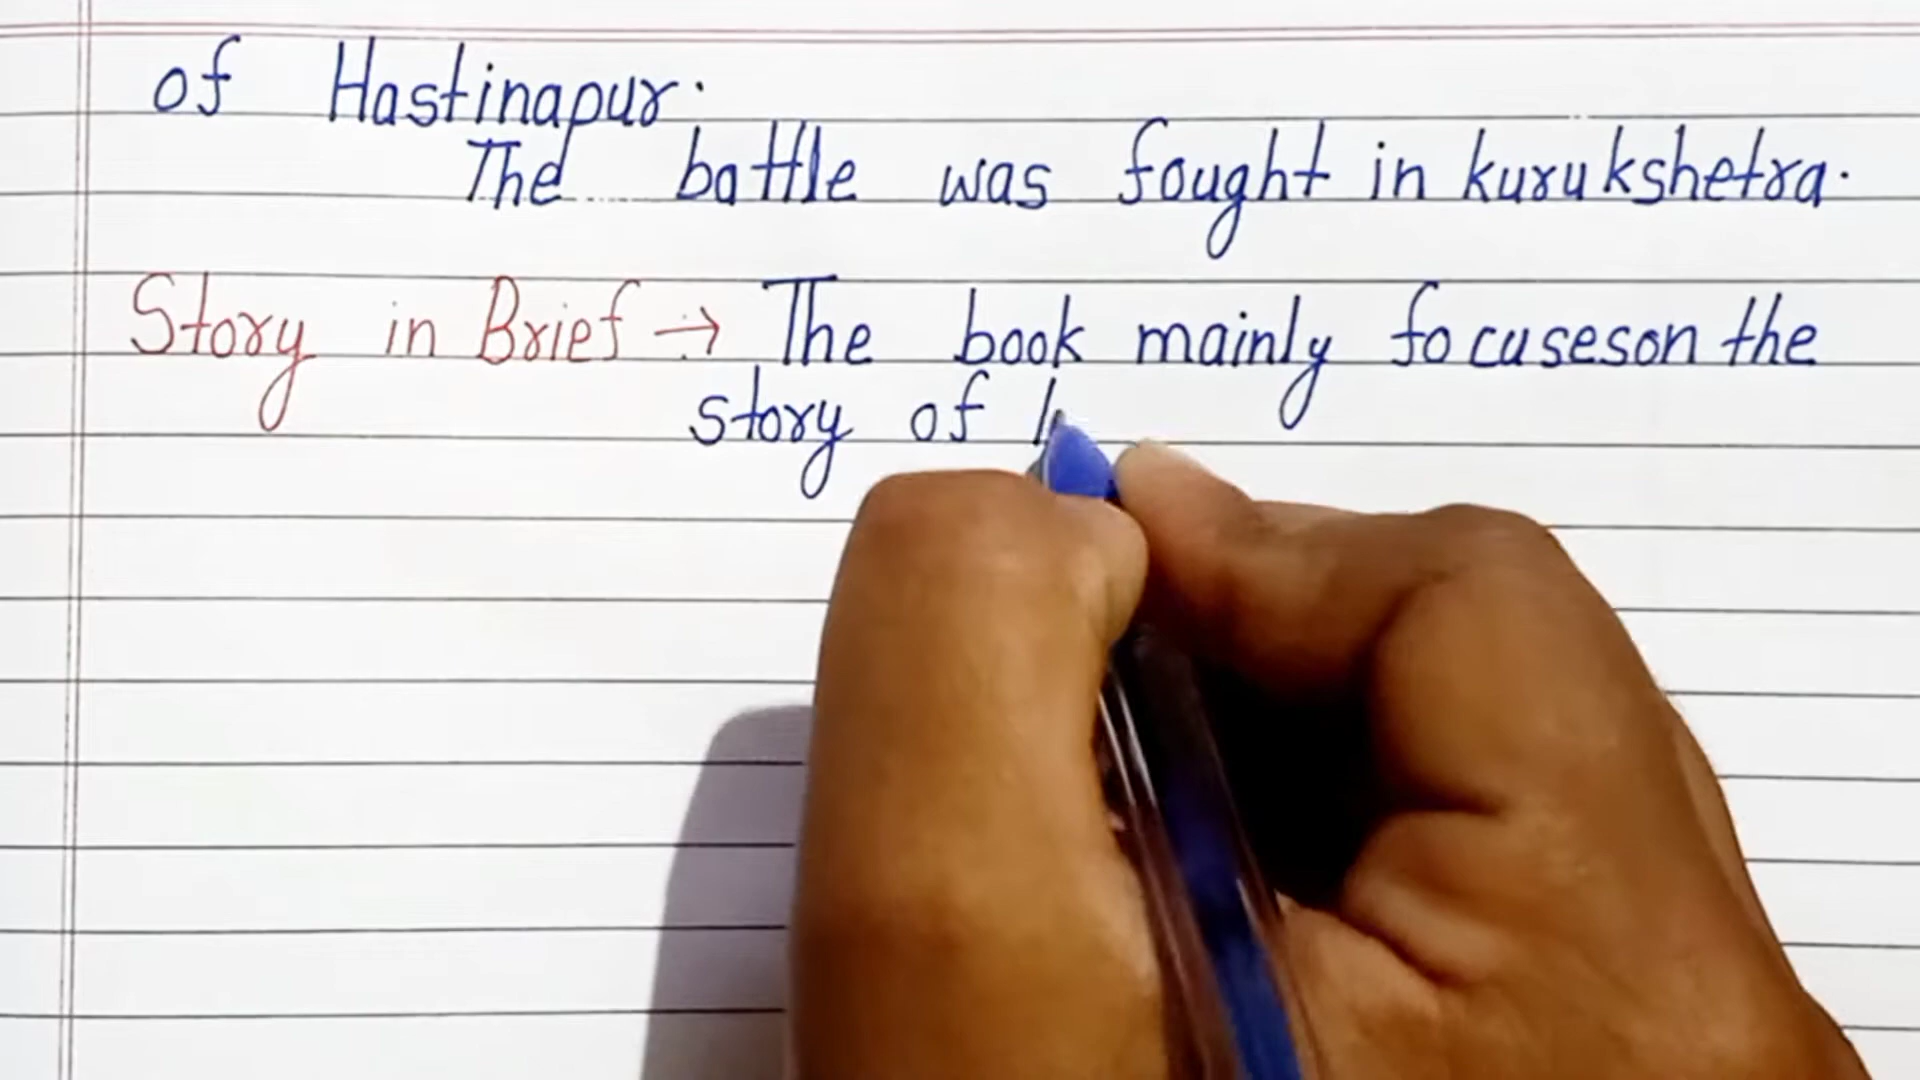 of Hastinapur.
The battle was fought in kurukshetra.
Story in Brief → The book mainly focuseson the
story of